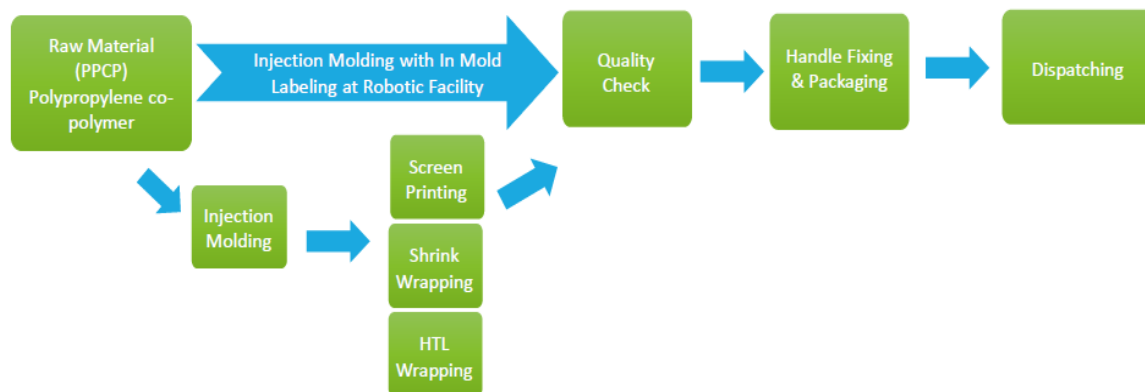 Raw Material
(PPCP)
Polypropylene co-
polymer
Injection Molding with In Mold
Labeling at Robotic Facility
Quality
Check
Handle Fixing
& Packaging
Dispatching
Injection
Molding
Screen
Printing
Shrink
Wrapping
HTL
Wrapping